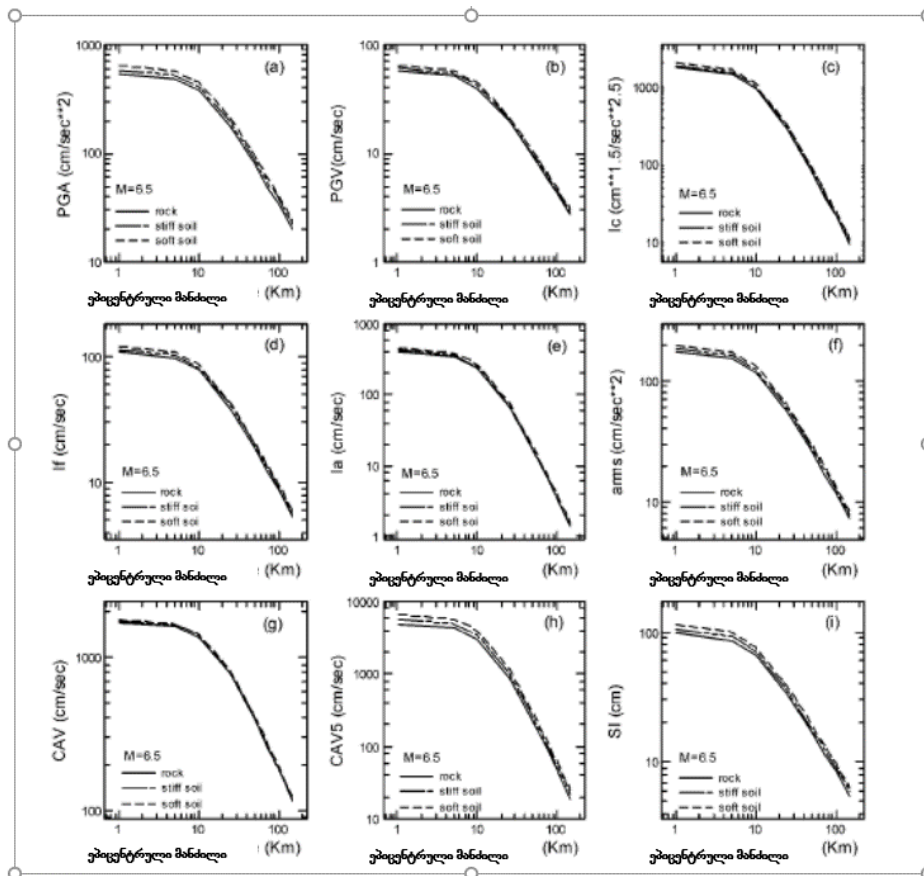 1000
100
10
PGA (cm/sec**2)
(a)
M=6.5
rock
stiff soil
soft soil
1 10 100
ეპიცენტრული მანძილი (Km)
100
10
1
PGV(cm/sec)
(b)
M=6.5
rock
stiff soil
soft soil
1 10 100
ეპიცენტრული მანძილი (Km)
1000
100
10
Ic (cm**1.5/sec**2.5)
(c)
M=6.5
rock
stiff soil
soft soil
1 10 100
ეპიცენტრული მანძილი (Km)
100
10
If (cm/sec)
(d)
M=6.5
rock
stiff soi
soft soi
1 10 100
ეპიცენტრული მანძილი (Km)
1000
100
10
1
Ia (cm/sec)
(e)
M=6.5
rock
stiff soi
soft soi
1 10 100
ეპიცენტრული მანძილი (Km)
100
10
arms (cm/sec**2)
(f)
M=6.5
rock
stiff soil
soft soil
1 10 100
ეპიცენტრული მანძილი (Km)
1000
100
CAV (cm/sec)
(g)
M=6.5
rock
stiff soil
soft soil
1 10 100
ეპიცენტრული მანძილი (Km)
10000
1000
100
10
CAV5 (cm/sec)
(h)
M=6.5
rock
stiff soil
soft soil
1 10 100
ეპიცენტრული მანძილი (Km)
100
10
SI (cm)
(i)
M=6.5
rock
stiff soil
soft soil
1 10 100
ეპიცენტრული მანძილი (Km)